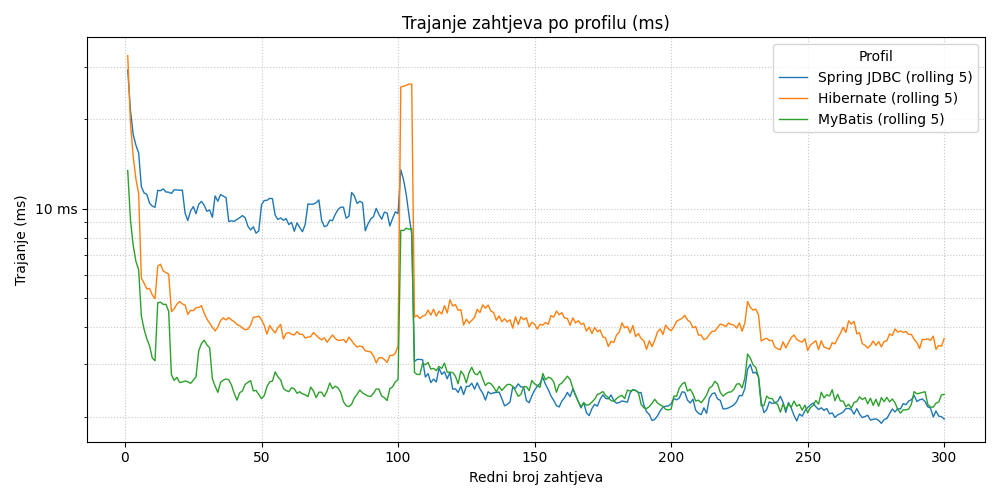 Trajanje zahtjeva po profilu (ms)
Profil
Spring JDBC (rolling 5)
Hibernate (rolling 5)
MyBatis (rolling 5)
Trajanje (ms)
10 ms
0 50 100 150 200 250 300
Redni broj zahtjeva